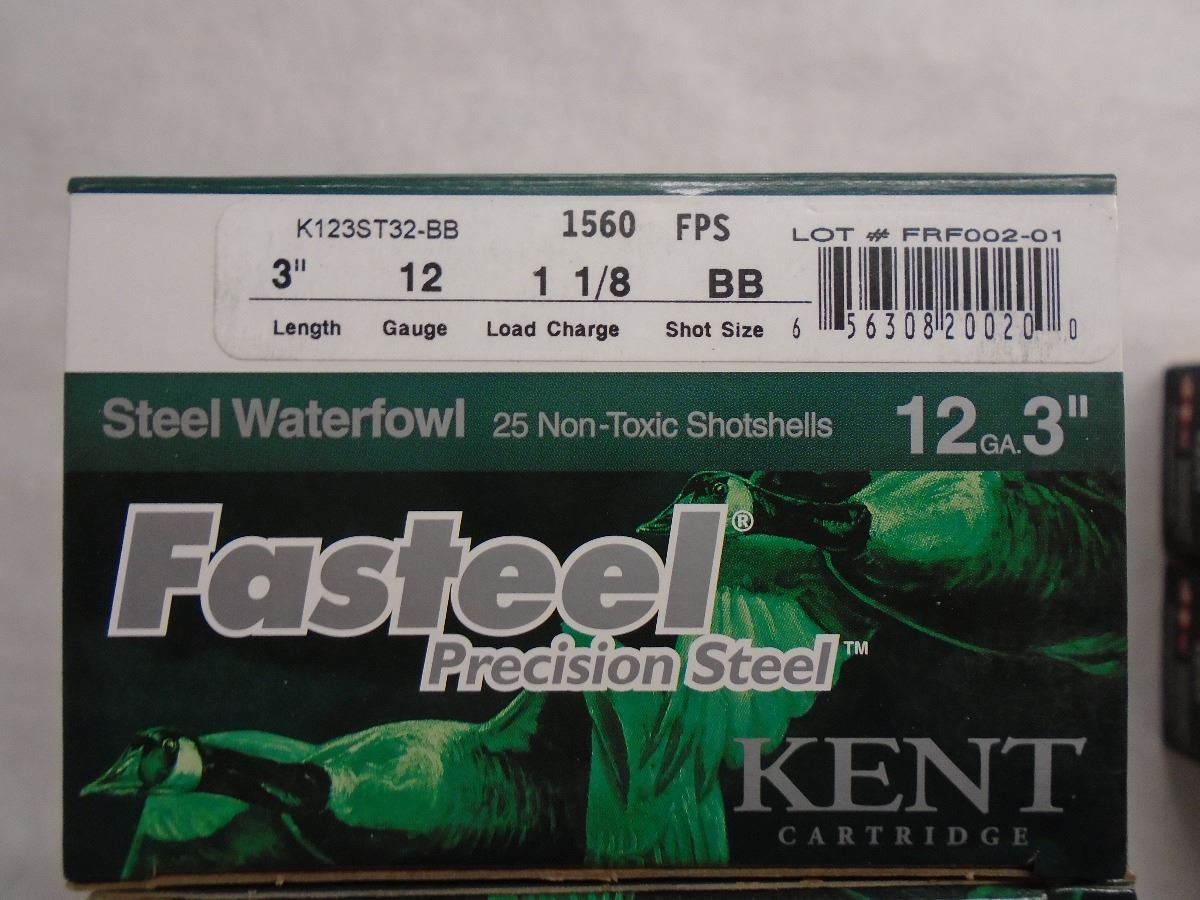 K123ST32-BB 1560 FPS LOT # FRF002-01
3" 12 1 1/8 BB
Length Gauge Load Charge Shot Size 6 56308 20020 0
Steel Waterfowl 25 Non-Toxic Shotshells 12 GA. 3"
Fasteel®
Precision Steel™
KENT
CARTRIDGE